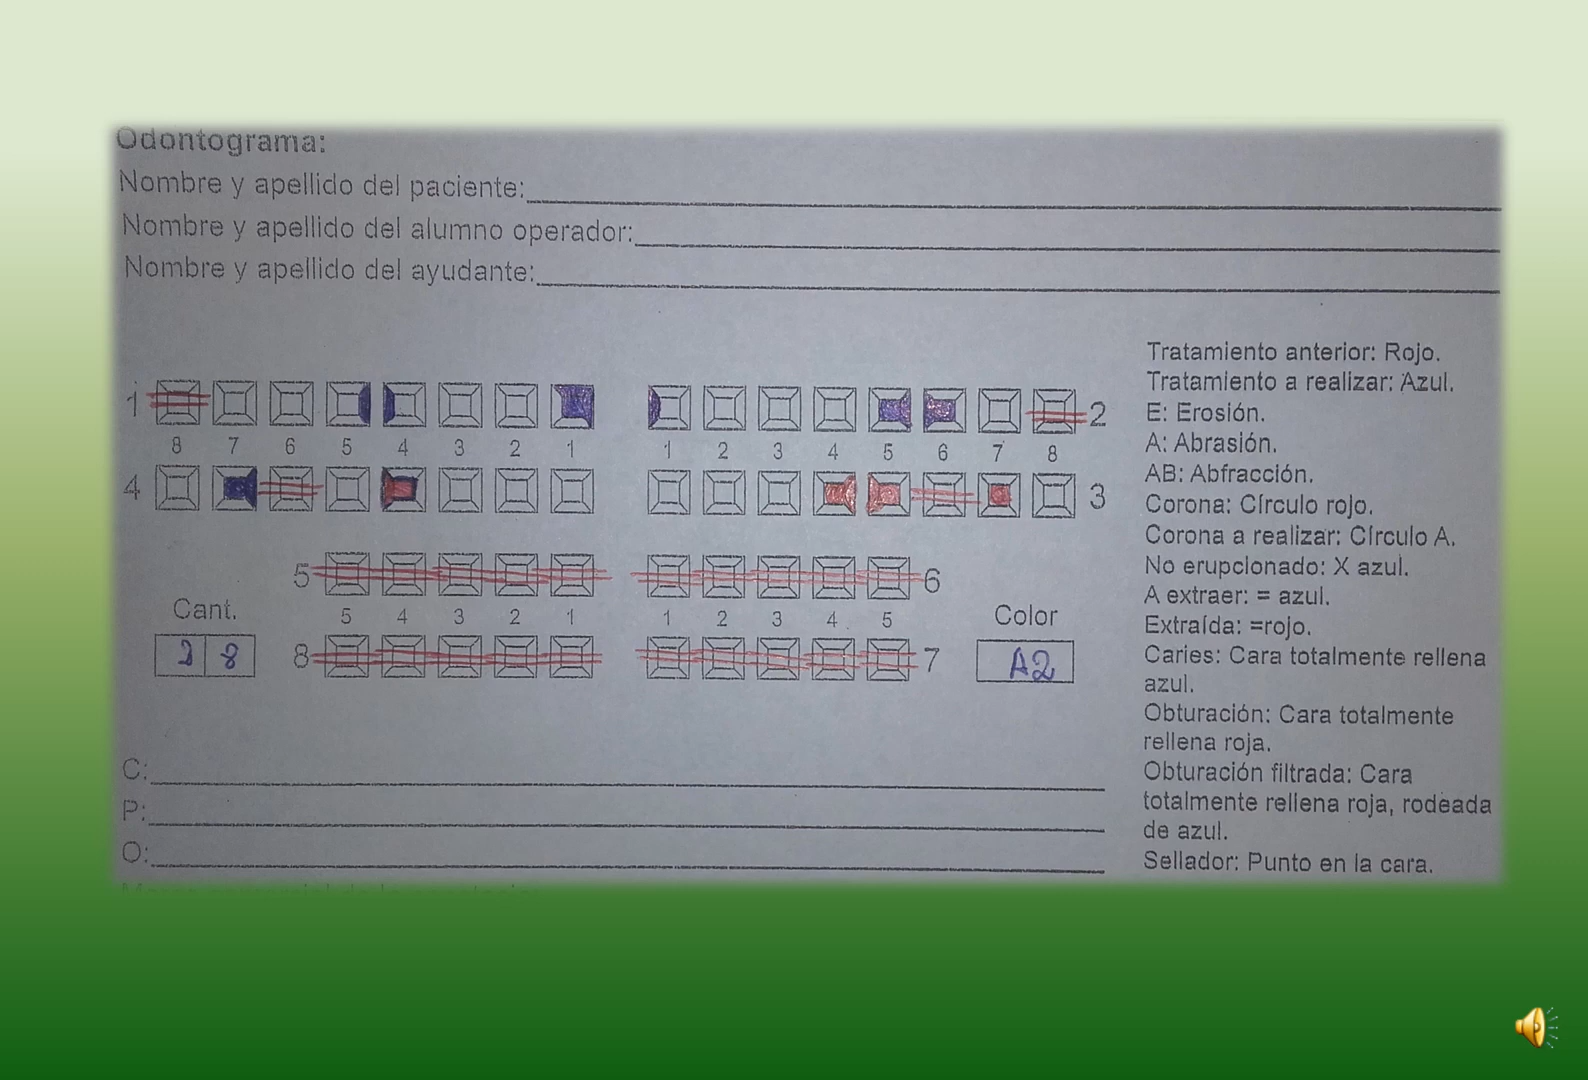 Odontograma:
Nombre y apellido del paciente:
Nombre y apellido del alumno operador:
Nombre y apellido del ayudante:
1 2
8 7 6 5 4 3 2 1 1 2 3 4 5 6 7 8
4 3
5 6
Cant. 5 4 3 2 1 1 2 3 4 5 Color
28 8 7 A2
C:
P:
O:
Tratamiento anterior: Rojo.
Tratamiento a realizar: Azul.
E: Erosión.
A: Abrasión.
AB: Abfracción.
Corona: Círculo rojo.
Corona a realizar: Círculo A.
No erupcionado: X azul.
A extraer: = azul.
Extraída: =rojo.
Caries: Cara totalmente rellena
azul.
Obturación: Cara totalmente
rellena roja.
Obturación filtrada: Cara
totalmente rellena roja, rodeada
de azul.
Sellador: Punto en la cara.